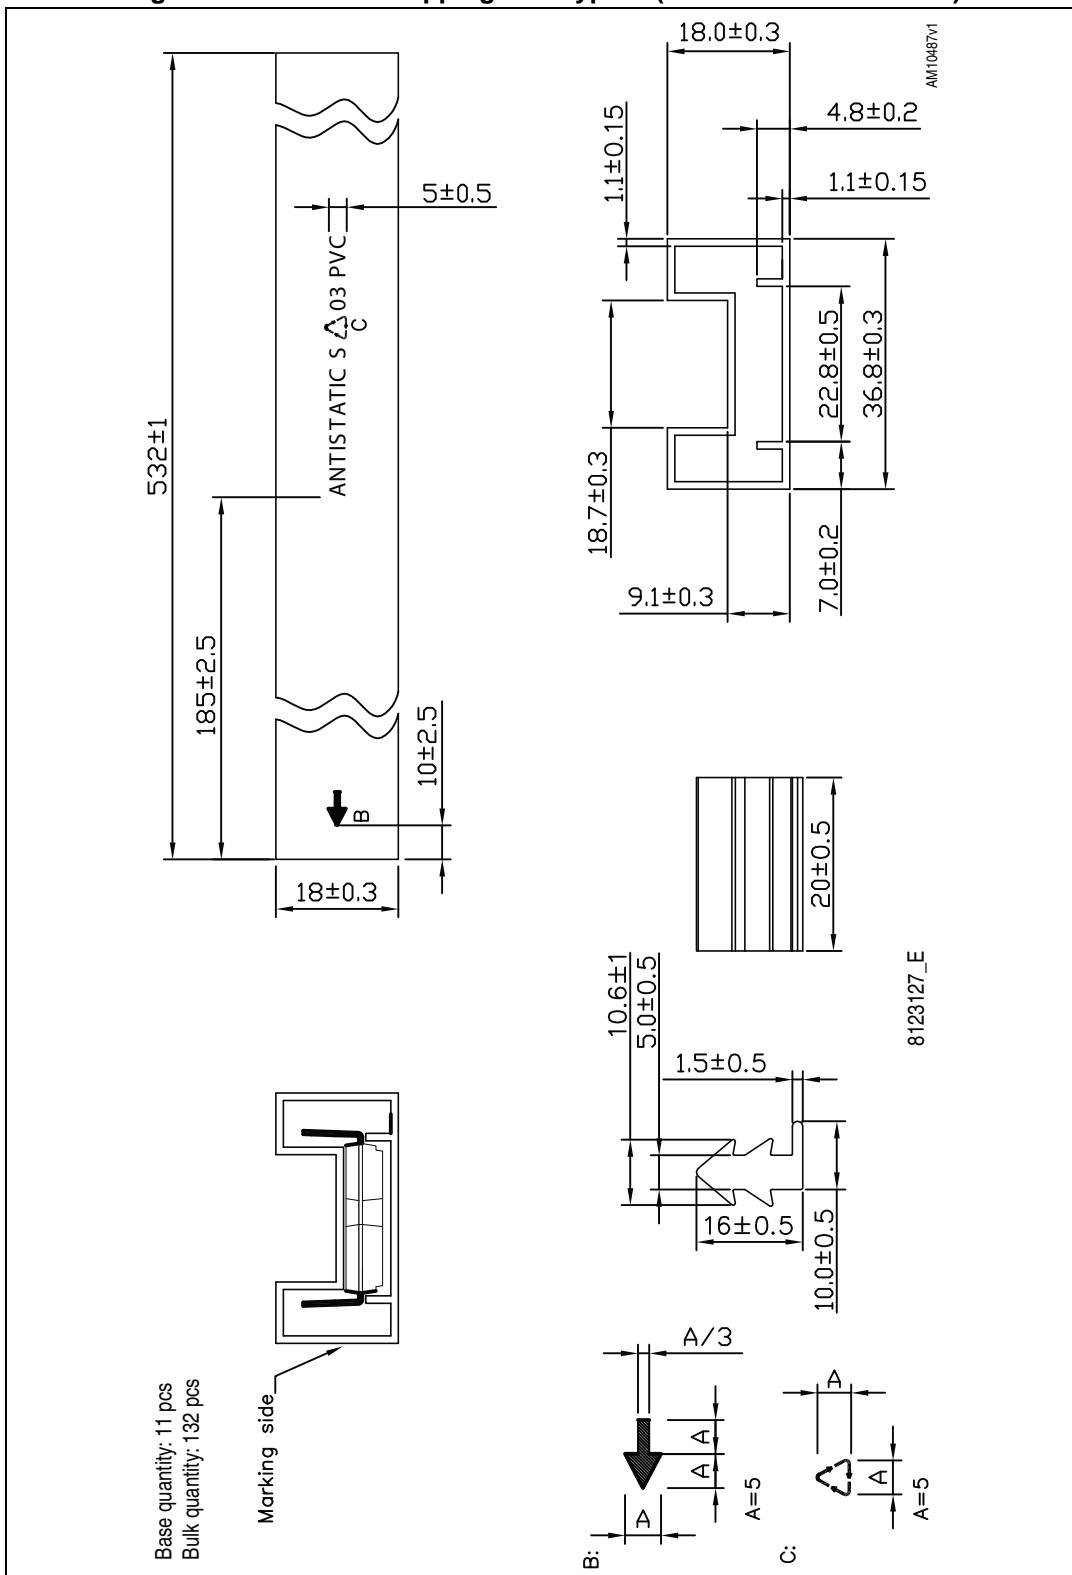 18.0±0.3
AM10487v1
4.8±0.2
1.1±0.15
1.1±0.15
5±0.5
ANTISTATIC S 03 PVC
C
532±1
22.8±0.5
36.8±0.3
18.7±0.3
7.0±0.2
9.1±0.3
185±2.5
10±2.5
B
18±0.3
20±0.5
10.6±1
5.0±0.5
1.5±0.5
8123127_E
16±0.5
10.0±0.5
Base quantity: 11 pcs
Bulk quantity: 132 pcs
Marking side
A/3
A
A
A
A=5
B:
A
A
A=5
C: